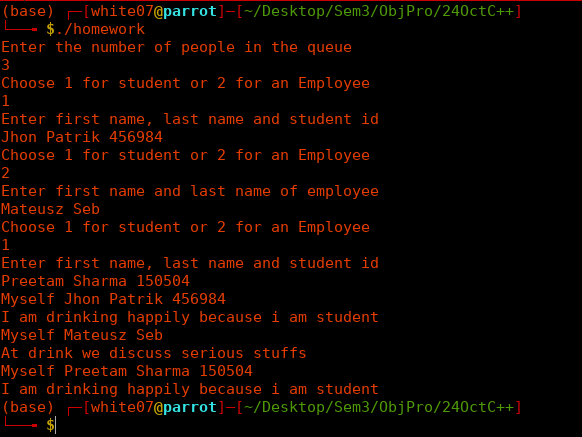 (base) ┌─[white07@parrot]─[~/Desktop/Sem3/ObjPro/24OctC++]
└──╼ $./homework
Enter the number of people in the queue
3
Choose 1 for student or 2 for an Employee
1
Enter first name, last name and student id
Jhon Patrik 456984
Choose 1 for student or 2 for an Employee
2
Enter first name and last name of employee
Mateusz Seb
Choose 1 for student or 2 for an Employee
1
Enter first name, last name and student id
Preetam Sharma 150504
Myself Jhon Patrik 456984
I am drinking happily because i am student
Myself Mateusz Seb
At drink we discuss serious stuffs
Myself Preetam Sharma 150504
I am drinking happily because i am student
(base) ┌─[white07@parrot]─[~/Desktop/Sem3/ObjPro/24OctC++]
└──╼ $